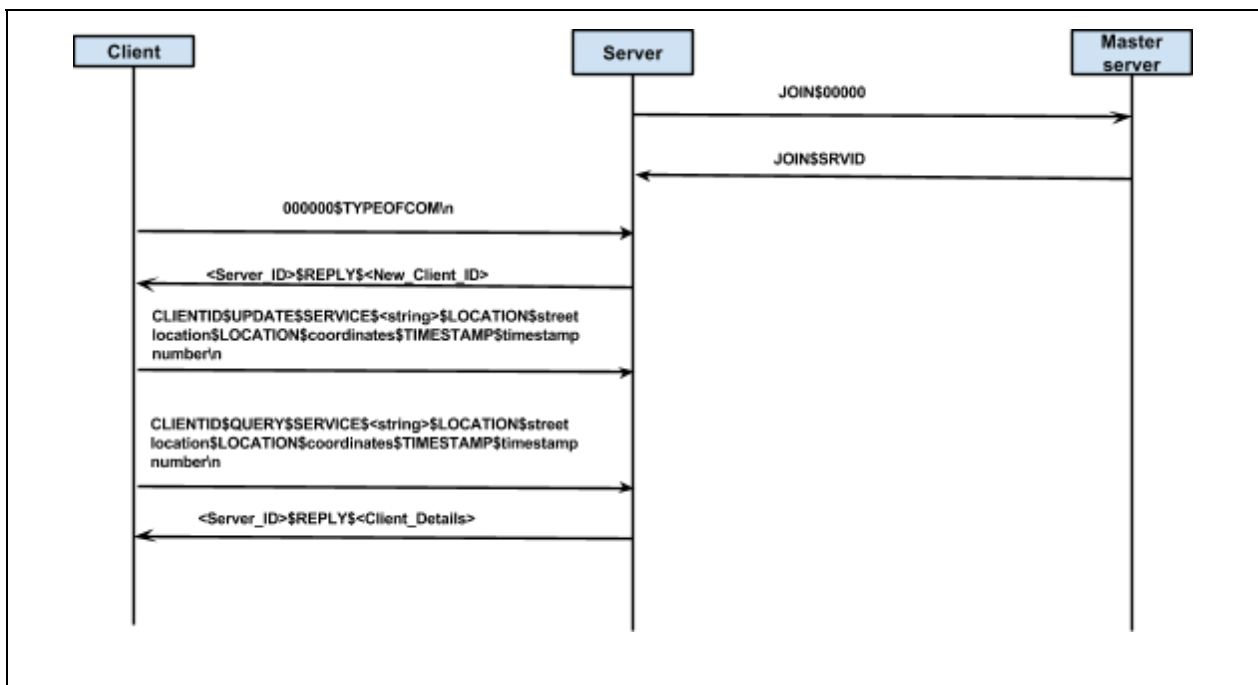 Client
Server
Master
server
JOIN$00000
JOIN$SRVID
000000$TYPEOFCOM\n
<Server_ID>$REPLY$<New_Client_ID>
CLIENTID$UPDATE$SERVICE$<string>$LOCATION$street
location$LOCATION$coordinates$TIMESTAMP$timestamp
number\n
CLIENTID$QUERY$SERVICE$<string>$LOCATION$street
location$LOCATION$coordinates$TIMESTAMP$timestamp
number\n
<Server_ID>$REPLY$<Client_Details>